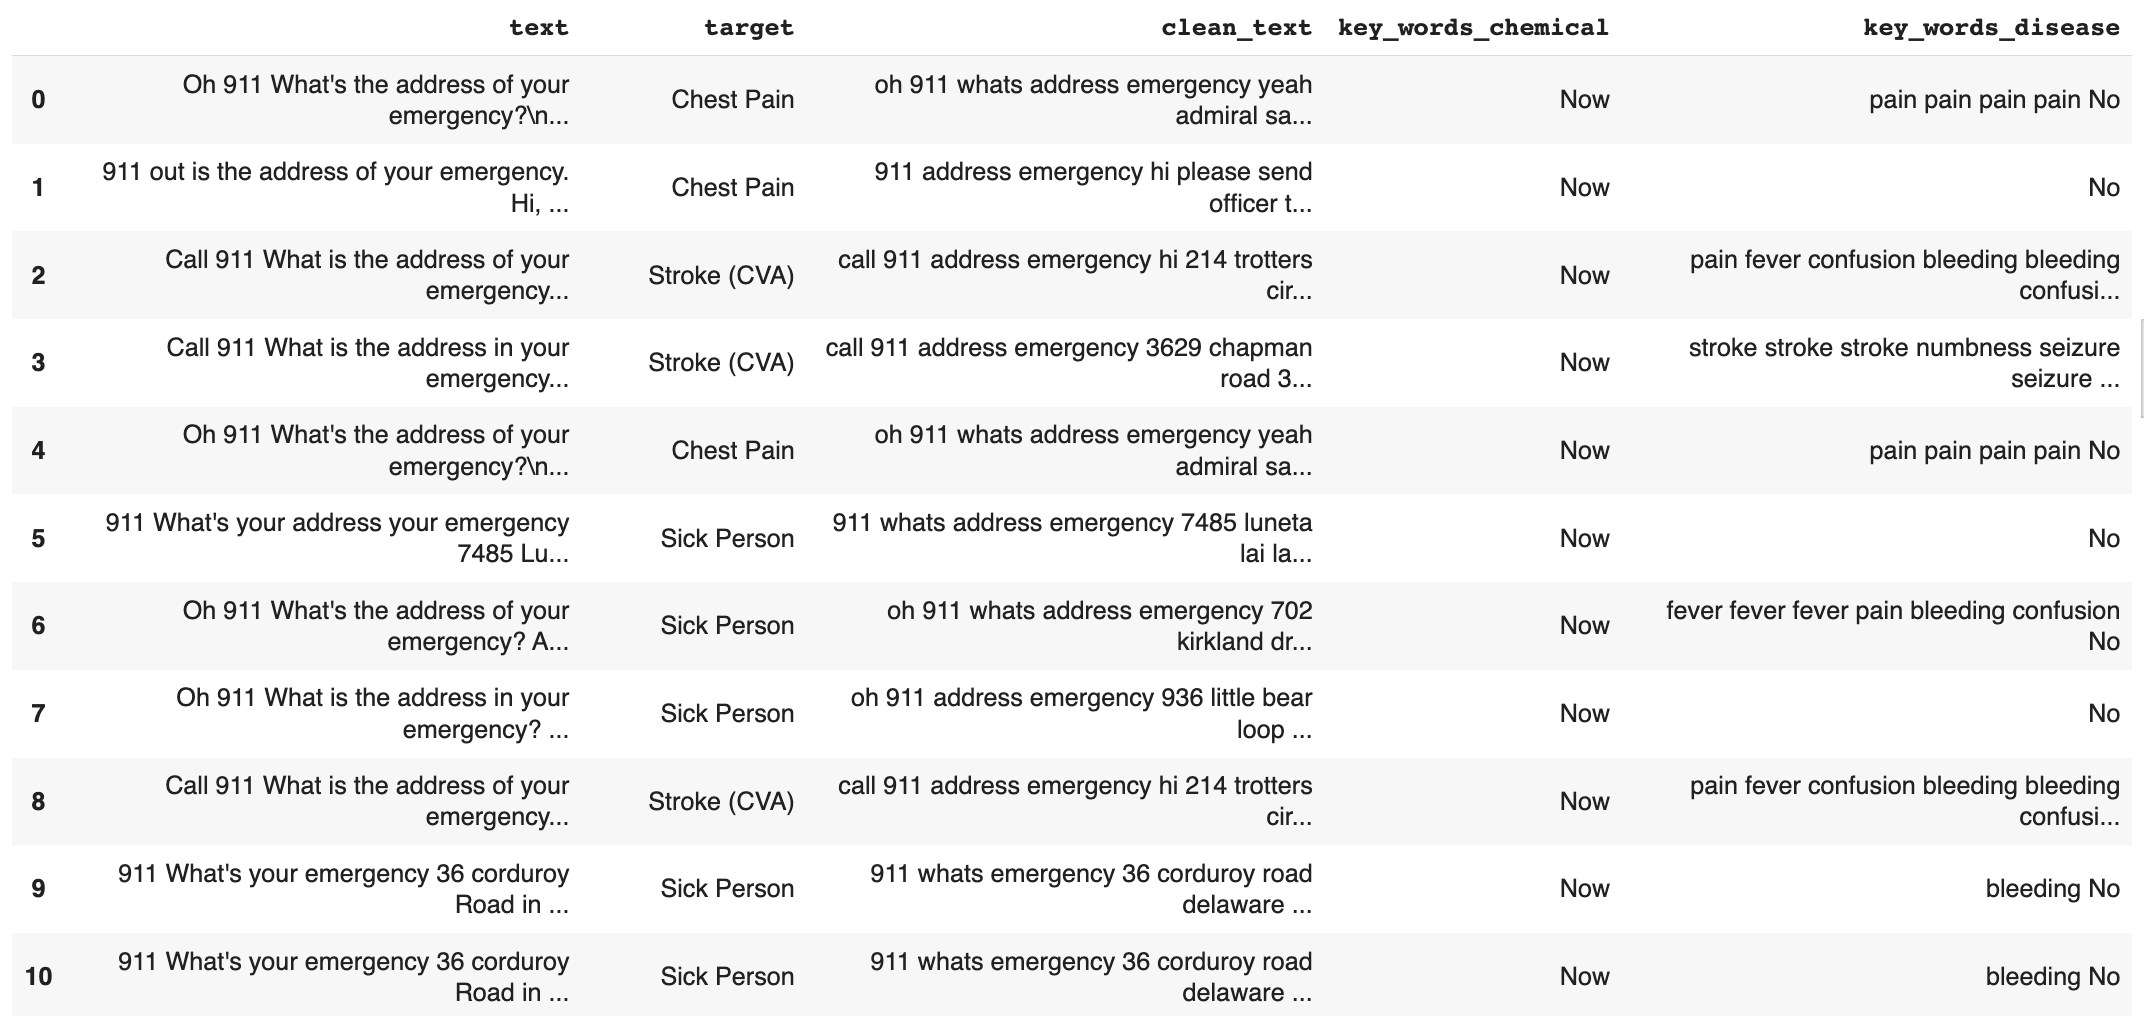 text target clean_text key_words_chemical key_words_disease
0 Oh 911 What's the address of your emergency?\n... Chest Pain oh 911 whats address emergency yeah admiral sa... Now pain pain pain pain No
1 911 out is the address of your emergency. Hi, ... Chest Pain 911 address emergency hi please send officer t... Now No
2 Call 911 What is the address of your emergency... Stroke (CVA) call 911 address emergency hi 214 trotters cir... Now pain fever confusion bleeding bleeding confusi...
3 Call 911 What is the address in your emergency... Stroke (CVA) call 911 address emergency 3629 chapman road 3... Now stroke stroke stroke numbness seizure seizure ...
4 Oh 911 What's the address of your emergency?\n... Chest Pain oh 911 whats address emergency yeah admiral sa... Now pain pain pain pain No
5 911 What's your address your emergency 7485 Lu... Sick Person 911 whats address emergency 7485 luneta lai la... Now No
6 Oh 911 What's the address of your emergency? A... Sick Person oh 911 whats address emergency 702 kirkland dr... Now fever fever fever pain bleeding confusion No
7 Oh 911 What is the address in your emergency? ... Sick Person oh 911 address emergency 936 little bear loop ... Now No
8 Call 911 What is the address of your emergency... Stroke (CVA) call 911 address emergency hi 214 trotters cir... Now pain fever confusion bleeding bleeding confusi...
9 911 What's your emergency 36 corduroy Road in ... Sick Person 911 whats emergency 36 corduroy road delaware ... Now bleeding No
10 911 What's your emergency 36 corduroy Road in ... Sick Person 911 whats emergency 36 corduroy road delaware ... Now bleeding No